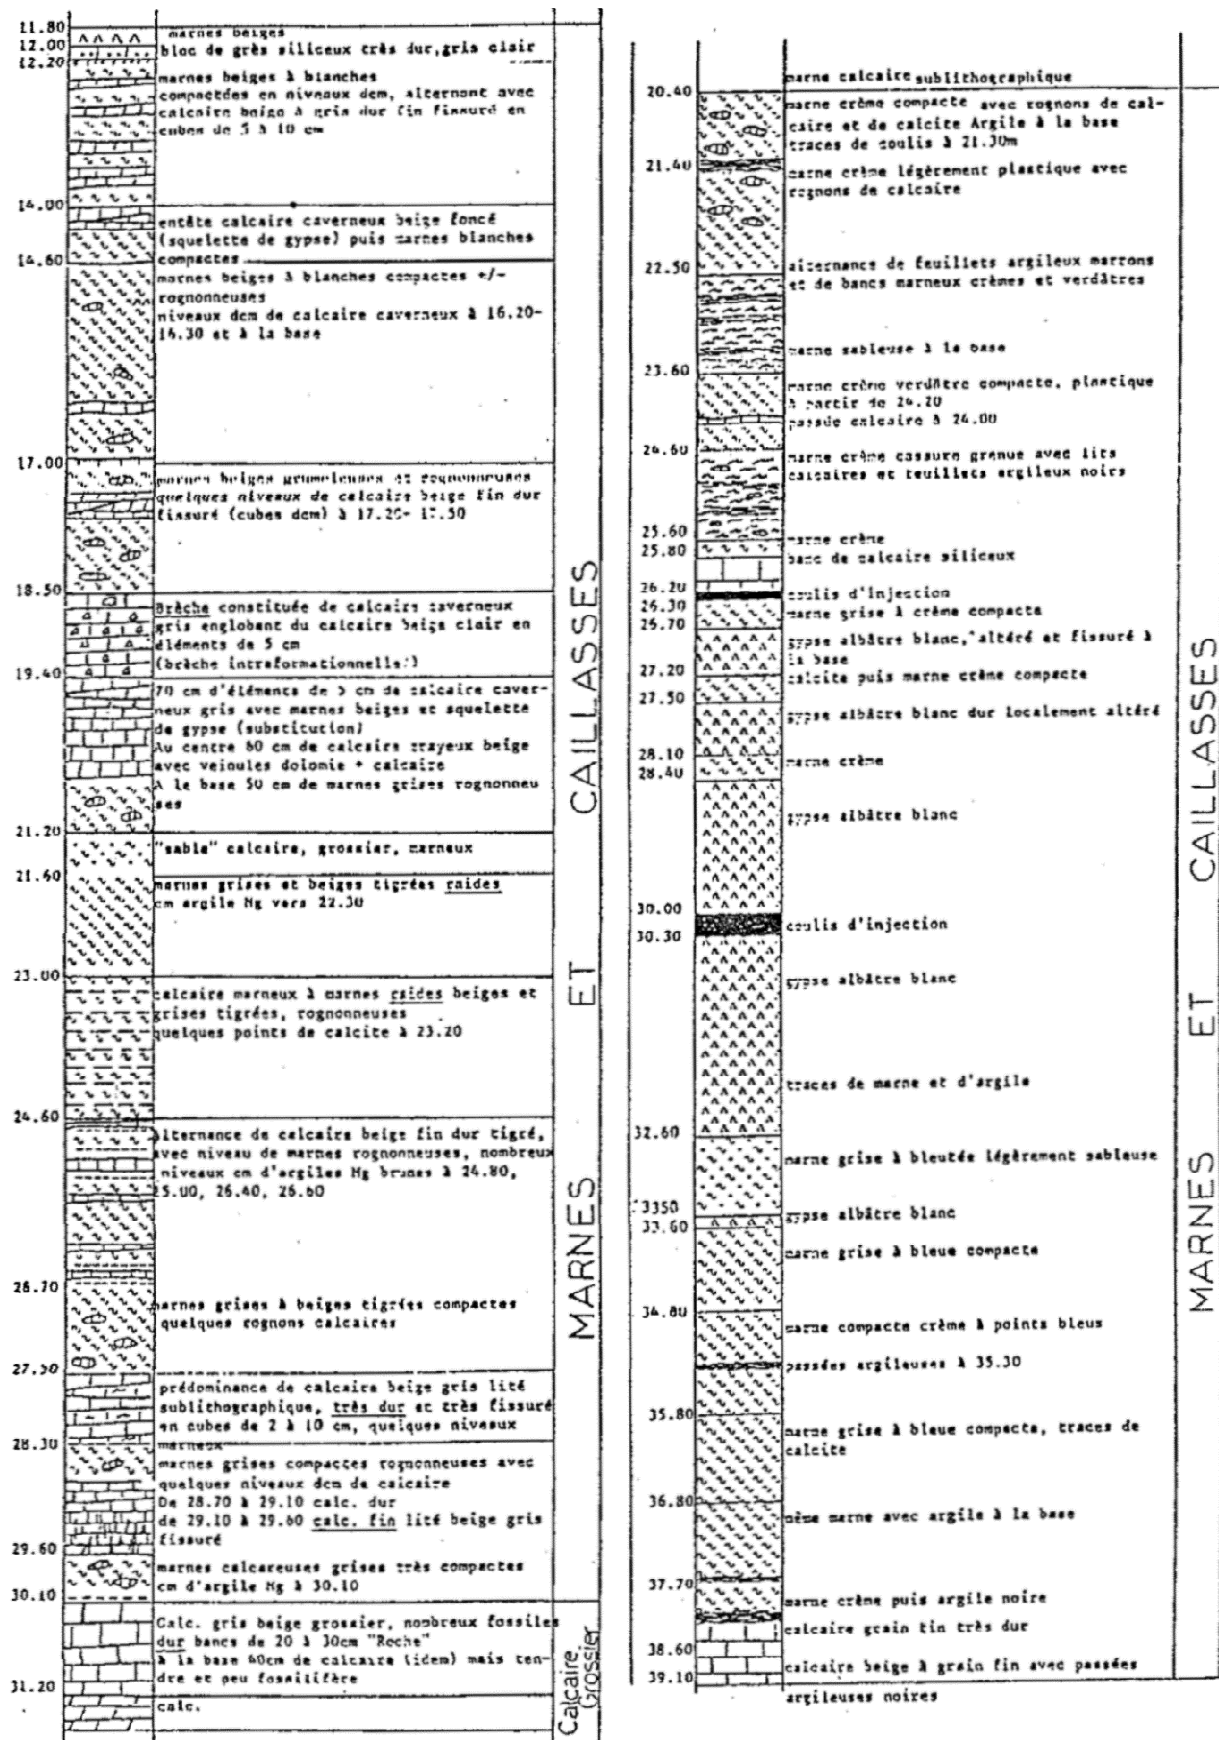 11.80
marnes beiges
12.00
bloc de grès siliceux très dur, gris clair
12.20
marnes beiges à blanches
compactées en niveaux dcm, alternant avec
calcaire beige à gris dur fin fissuré en
cubes de 5 à 10 cm
14.00
entête calcaire caverneux beige foncé
(squelette de gypse) puis marnes blanches
compactes
14.60
marnes beiges à blanches compactes +/-
rognonneuses
niveaux dcm de calcaire caverneux à 16.20-
16.30 et à la base
17.00
marnes beiges grumeleuses et rognonneuses
quelques niveaux de calcaire beige fin dur
fissuré (cubes dcm) à 17.20- 17.50
18.50
Brèche constituée de calcaire caverneux
gris englobant du calcaire beige clair en
éléments de 5 cm
(brèche intraformationnelle?)
19.40
70 cm d'éléments de 5 cm de calcaire caver-
neux gris avec marnes beiges et squelette
de gypse (substitution)
Au centre 60 cm de calcaire crayeux beige
avec veinules dolomie + calcaire
A la base 50 cm de marnes grises rognonneu
ses
21.20
"sable" calcaire, grossier, marneux
21.60
marnes grises et beiges tigrées raides
cm argile Mg vers 22.30
23.00
calcaire marneux à marnes raides beiges et
grises tigrées, rognonneuses
quelques points de calcite à 23.20
24.60
alternance de calcaire beige fin dur tigré,
avec niveau de marnes rognonneuses, nombreux
niveaux cm d'argiles Mg brunes à 24.80,
25.00, 26.40, 26.60
26.70
marnes grises à beiges tigrées compactes
quelques rognons calcaires
27.50
prédominance de calcaire beige gris lité
sublithographique, très dur et très fissuré
en cubes de 2 à 10 cm, quelques niveaux
marneux
28.30
marnes grises compactes rognonneuses avec
quelques niveaux dcm de calcaire
De 28.70 à 29.10 calc. dur
de 29.10 à 29.60 calc. fin lité beige gris
fissuré
29.60
marnes calcareuses grises très compactes
cm d'argile Mg à 30.10
30.10
Calc. gris beige grossier, nombreux fossiles
dur bancs de 20 à 30cm "Roche"
à la base 60cm de calcaire (idem) mais ten-
dre et peu fossilifère
31.20
calc.
MARNES ET CAILLASSES
Calcaire
Grossier
marne calcaire sublithographique
20.40
marne crème compacte avec rognons de cal-
caire et de calcite Argile à la base
traces de coulis à 21.30m
21.40
marne crème légèrement plastique avec
rognons de calcaire
22.50
alternance de feuillets argileux marrons
et de bancs marneux crèmes et verdâtres
marne sableuse à la base
23.60
marne crème verdâtre compacte, plastique
à partir de 24.20
passée calcaire à 24.00
24.60
marne crème cassure grenue avec lits
calcaires et feuillets argileux noirs
25.60
marne crème
25.80
banc de calcaire siliceux
26.20
coulis d'injection
26.30
marne grise à crème compacte
26.70
gypse albâtre blanc, altéré et fissuré à
la base
27.20
calcite puis marne crème compacte
27.50
gypse albâtre blanc dur localement altéré
28.10
marne crème
28.40
gypse albâtre blanc
30.00
coulis d'injection
30.30
gypse albâtre blanc
traces de marne et d'argile
32.60
marne grise à bleutée légèrement sableuse
3350
gypse albâtre blanc
33.60
marne grise à bleue compacte
34.80
marne compacte crème à points bleus
passées argileuses à 35.30
35.80
marne grise à bleue compacte, traces de
calcite
36.80
même marne avec argile à la base
37.70
marne crème puis argile noire
calcaire grain fin très dur
38.60
calcaire beige à grain fin avec passées
39.10
argileuses noires
MARNES ET CAILLASSES